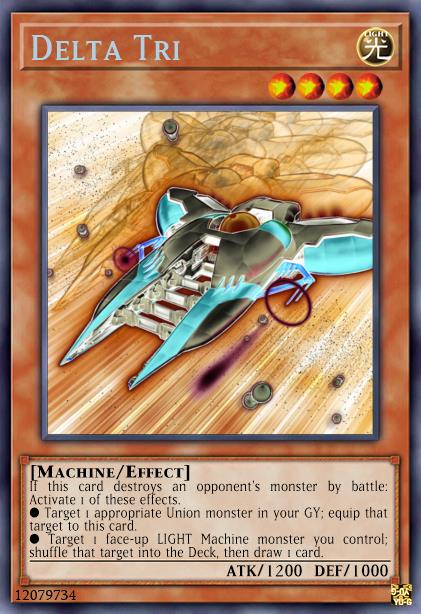 Delta Tri
LIGHT
光
[Machine/Effect]
If this card destroys an opponent's monster by battle:
Activate 1 of these effects.
● Target 1 appropriate Union monster in your GY; equip that
target to this card.
● Target 1 face-up LIGHT Machine monster you control;
shuffle that target into the Deck, then draw 1 card.
ATK/1200 DEF/1000
12079734